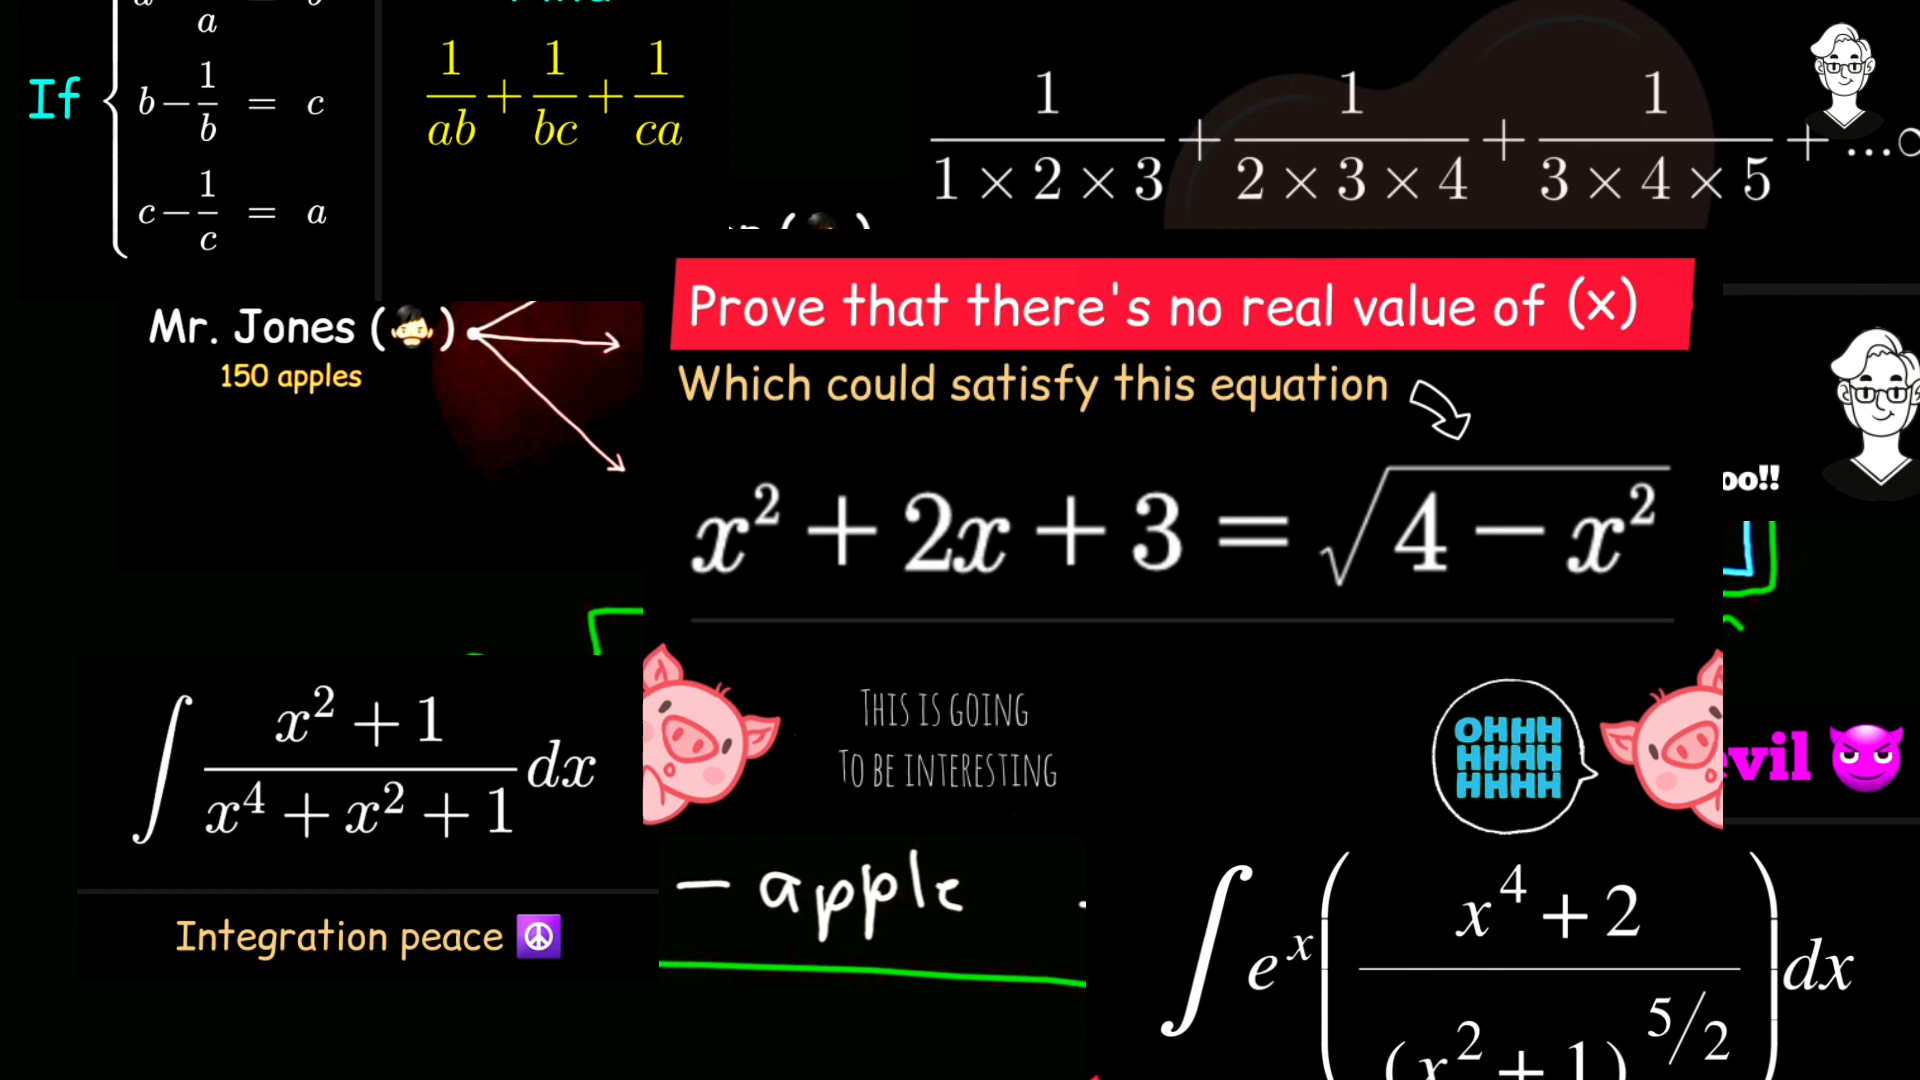 If
b − 1/b = c
c − 1/c = a
1/ab + 1/bc + 1/ca
1/(1 × 2 × 3) + 1/(2 × 3 × 4) + 1/(3 × 4 × 5) + ...
Mr. Jones ( )
150 apples
Prove that there's no real value of (x)
Which could satisfy this equation
x² + 2x + 3 = √(4 − x²)
THIS IS GOING
TO BE INTERESTING
OHHH
HHHH
HHHH
∫ (x² + 1)/(x⁴ + x² + 1) dx
Integration peace ☮
− apple
∫ eˣ ( (x⁴ + 2)/(x² + 1)^(5/2) ) dx